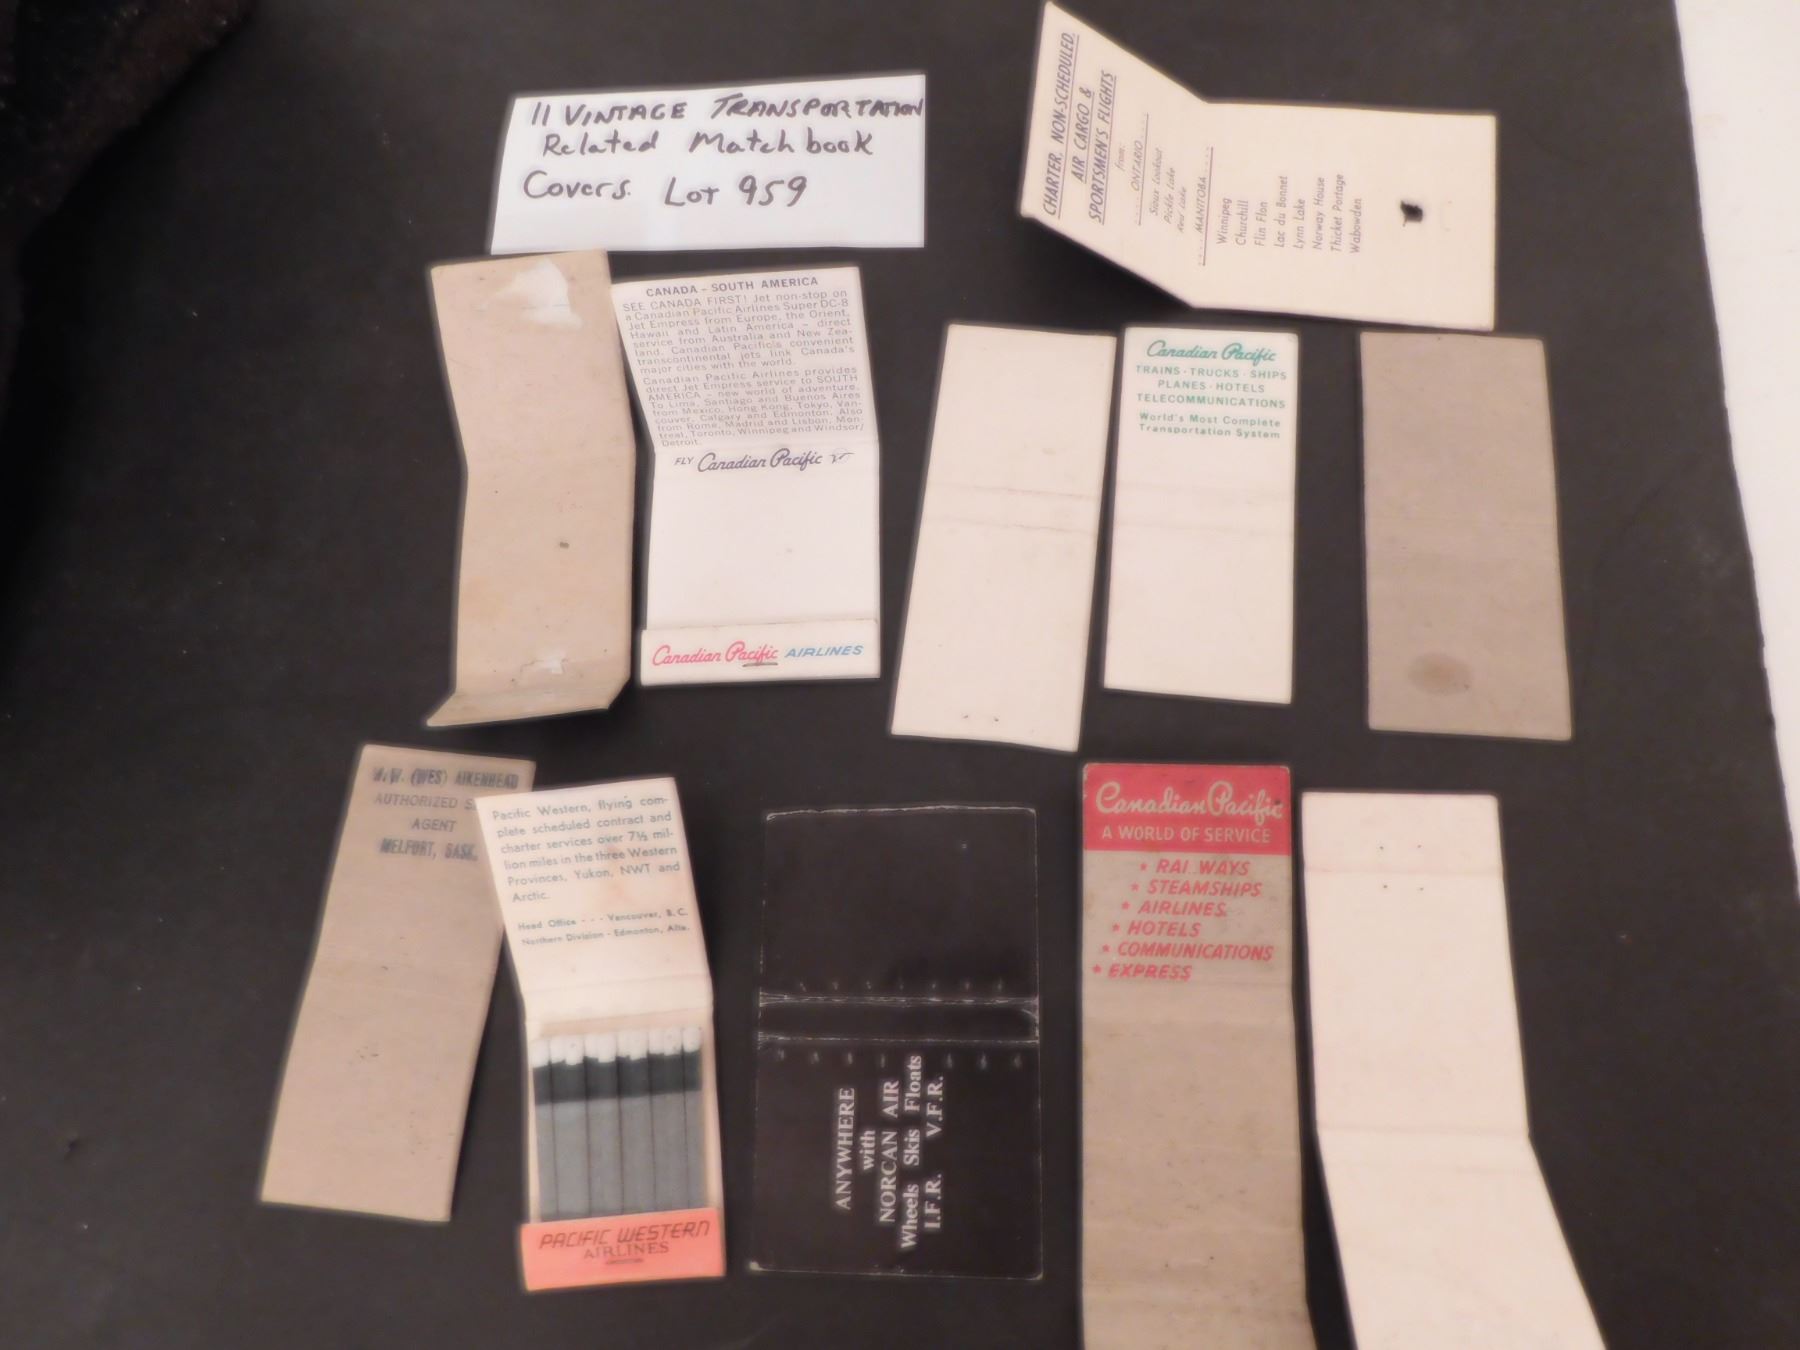 11 VINTAGE TRANSPORTATION
Related Matchbook
Covers. Lot 959
CHARTER, NON-SCHEDULED
AIR CARGO &
SPORTSMEN'S FLIGHTS
from:
ONTARIO
Sioux Lookout
Pickle Lake
Red Lake
MANITOBA
Winnipeg
Churchill
Flin Flon
Lac du Bonnet
Lynn Lake
Norway House
Thicket Portage
Wabowden
CANADA - SOUTH AMERICA
SEE CANADA FIRST! Jet non-stop on
a Canadian Pacific Airlines Super DC-8
Jet Empress from Europe, the Orient,
Hawaii and Latin America - direct
service from Australia and New Zea-
land. Canadian Pacific's convenient
transcontinental jets link Canada's
major cities with the world.
Canadian Pacific Airlines provides
direct Jet Empress service to SOUTH
AMERICA - new world of adventure.
To Lima, Santiago and Buenos Aires
from Mexico, Hong Kong, Tokyo, Van-
couver, Calgary and Edmonton. Also
from Rome, Madrid and Lisbon, Mon-
treal, Toronto, Winnipeg and Windsor/
Detroit.
FLY Canadian Pacific
Canadian Pacific AIRLINES
Canadian Pacific
TRAINS · TRUCKS · SHIPS
PLANES · HOTELS
TELECOMMUNICATIONS
World's Most Complete
Transportation System
W. (WES) AIKENHEAD
AUTHORIZED
AGENT
MELFORT, SASK.
Pacific Western, flying com-
plete scheduled contract and
charter services over 7½ mil-
lion miles in the three Western
Provinces, Yukon, NWT and
Arctic.
Head Office - - - Vancouver, B. C.
Northern Division - Edmonton, Alta.
PACIFIC WESTERN
AIRLINES
ANYWHERE
with
NORCAN AIR
Wheels Skis Floats
I.F.R. V.F.R.
Canadian Pacific
A WORLD OF SERVICE
★ RAI WAYS
★ STEAMSHIPS
★ AIRLINES
★ HOTELS
★ COMMUNICATIONS
★ EXPRESS